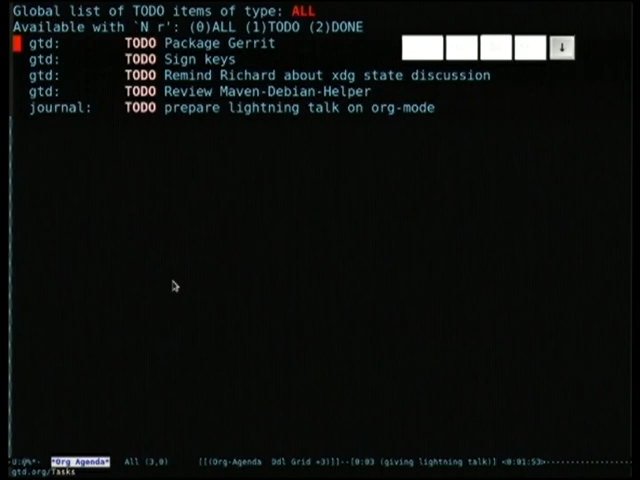 Global list of TODO items of type: ALL
Available with `N r': (0)ALL (1)TODO (2)DONE
gtd: TODO Package Gerrit
gtd: TODO Sign keys
gtd: TODO Remind Richard about xdg state discussion
gtd: TODO Review Maven-Debian-Helper
journal: TODO prepare lightning talk on org-mode
↓
-U:@%*- *Org Agenda* All (3,0) [[(Org-Agenda Ddl Grid +3)]]--[0:03 (giving lightning talk)] <0:01:53>
gtd.org/Tasks